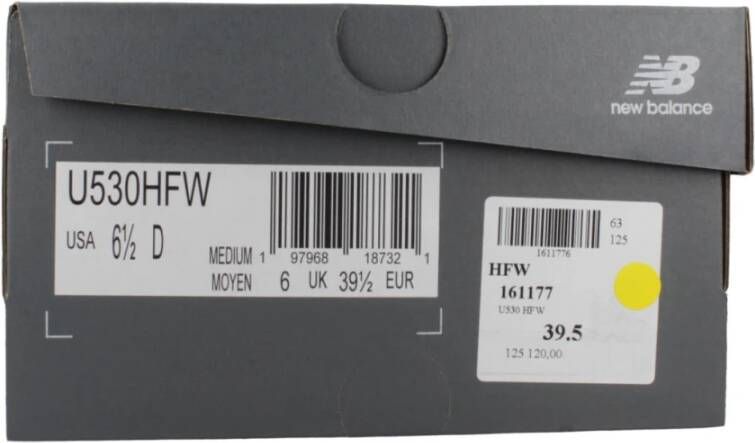 NB
new balance
U530HFW
USA 6½ D
MEDIUM 1 97968 18732 1
MOYEN 6 UK 39½ EUR
63
125
1611776
HFW
161177
U530 HFW
39.5
125 120,00